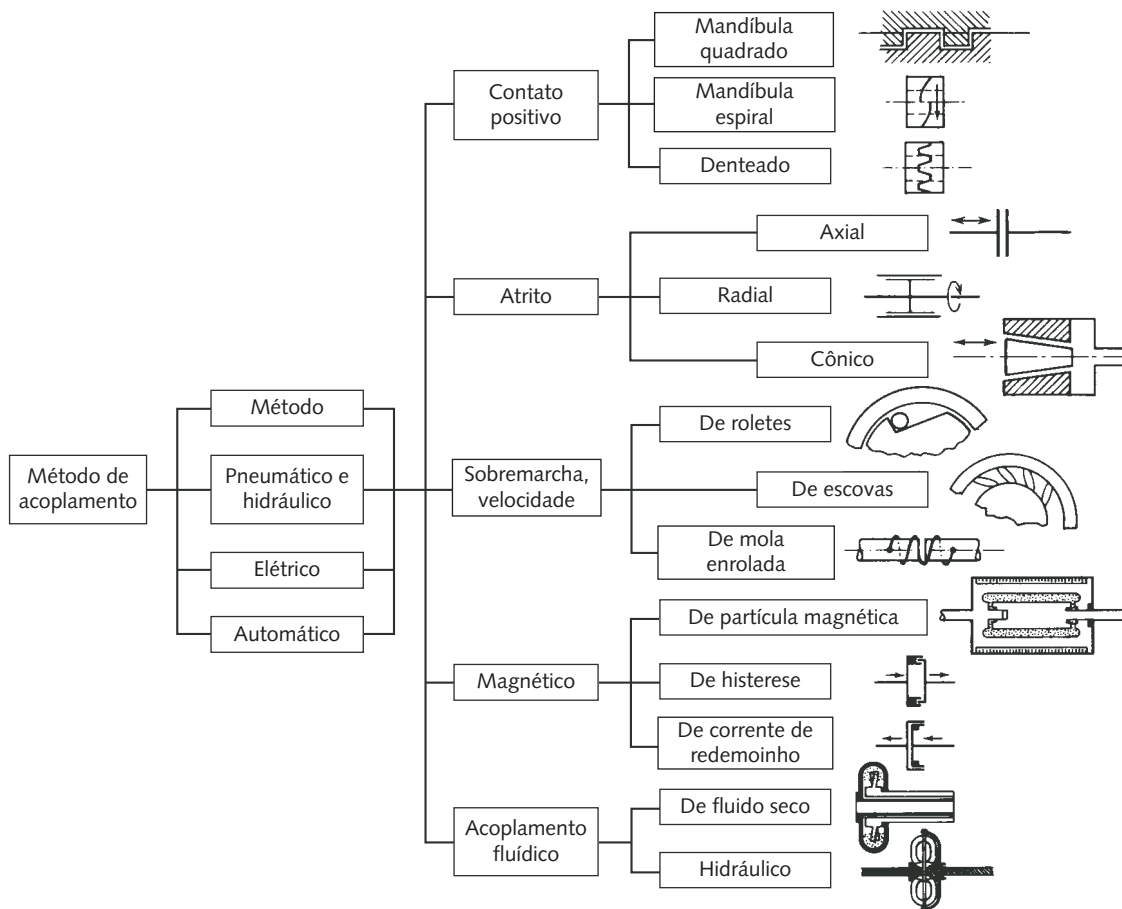 Método de
acoplamento
Método
Pneumático e
hidráulico
Elétrico
Automático
Contato
positivo
Mandíbula
quadrado
Mandíbula
espiral
Denteado
Atrito
Axial
Radial
Cônico
Sobremarcha,
velocidade
De roletes
De escovas
De mola
enrolada
Magnético
De partícula magnética
De histerese
De corrente de
redemoinho
Acoplamento
fluídico
De fluido seco
Hidráulico